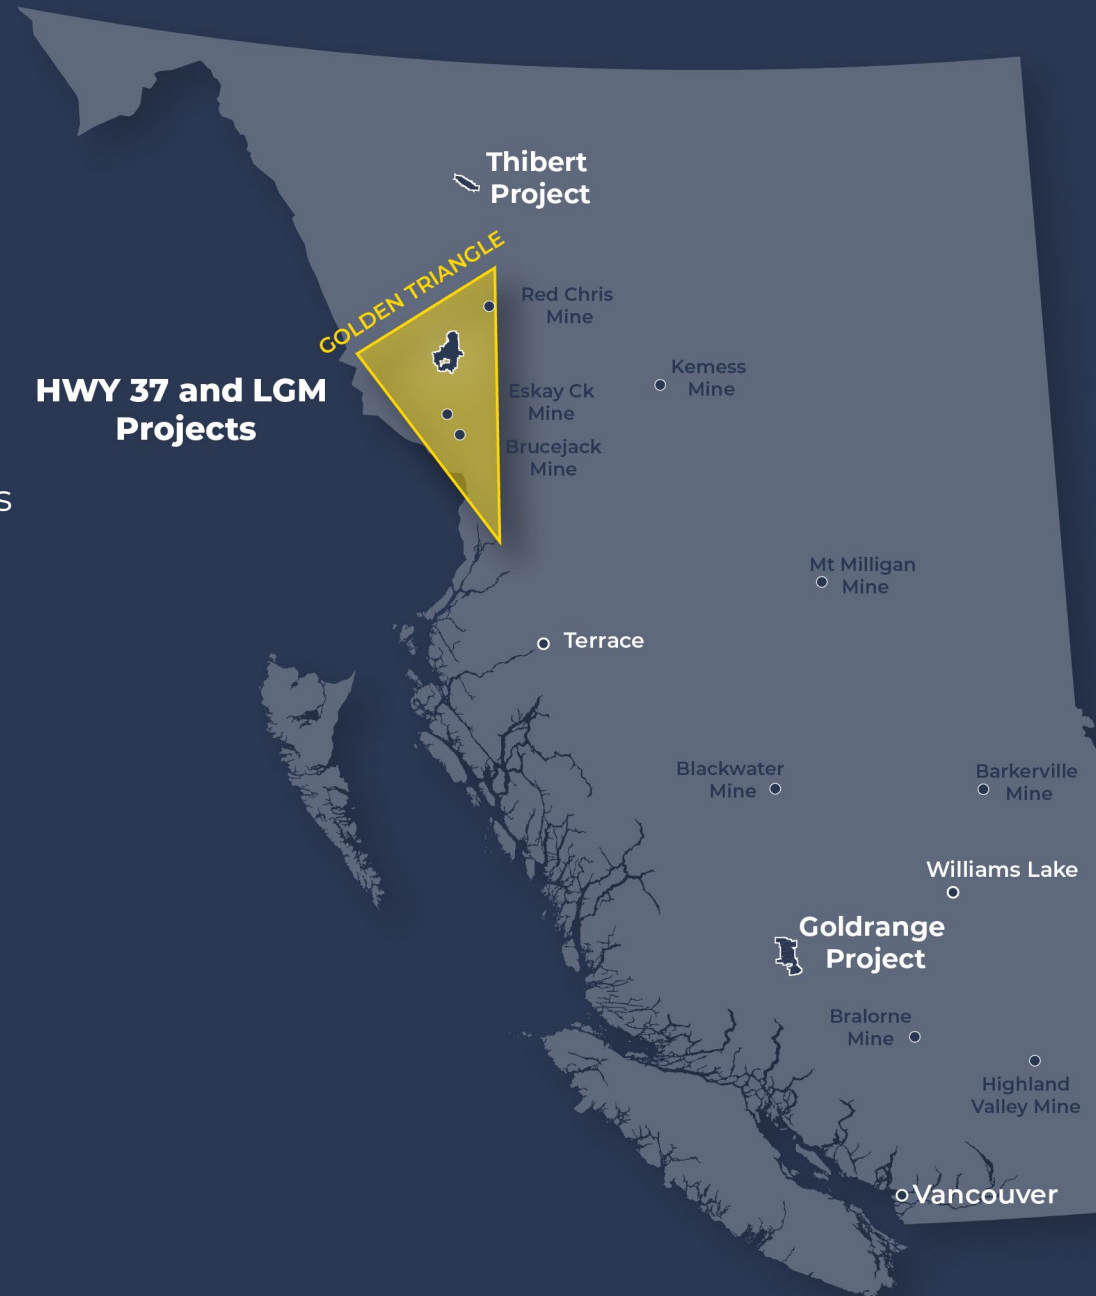 Thibert
Project
GOLDEN TRIANGLE
Red Chris
Mine
HWY 37 and LGM
Projects
Kemess
Mine
Eskay Ck
Mine
Brucejack
Mine
s
Mt Milligan
Mine
Terrace
Blackwater
Mine
Barkerville
Mine
Williams Lake
Goldrange
Project
Bralorne
Mine
Highland
Valley Mine
Vancouver